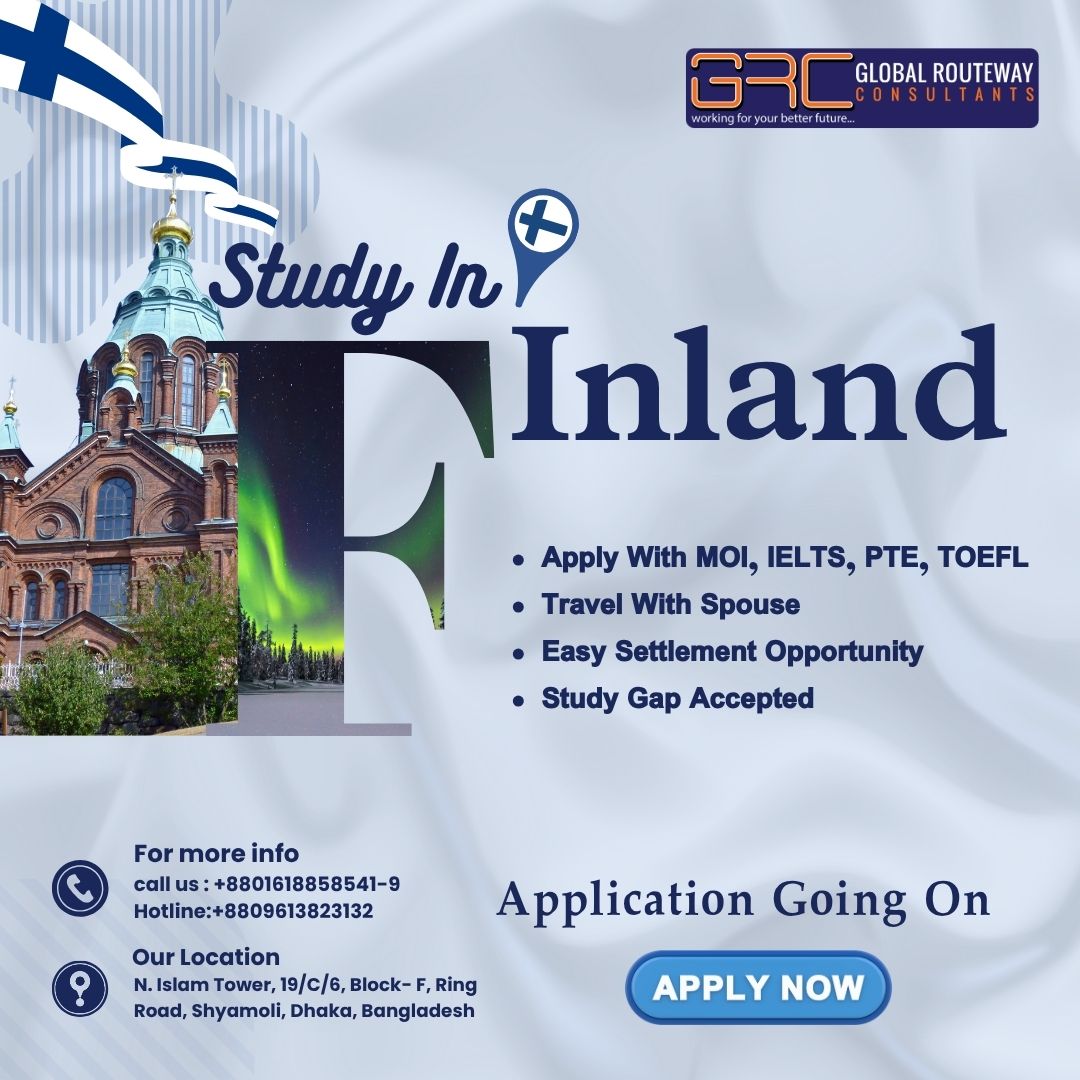 GRC GLOBAL ROUTEWAY
CONSULTANTS
working for your better future...
Study In
FInland
• Apply With MOI, IELTS, PTE, TOEFL
• Travel With Spouse
• Easy Settlement Opportunity
• Study Gap Accepted
For more info
call us : +8801618858541-9
Hotline:+8809613823132
Our Location
N. Islam Tower, 19/C/6, Block- F, Ring
Road, Shyamoli, Dhaka, Bangladesh
Application Going On
APPLY NOW